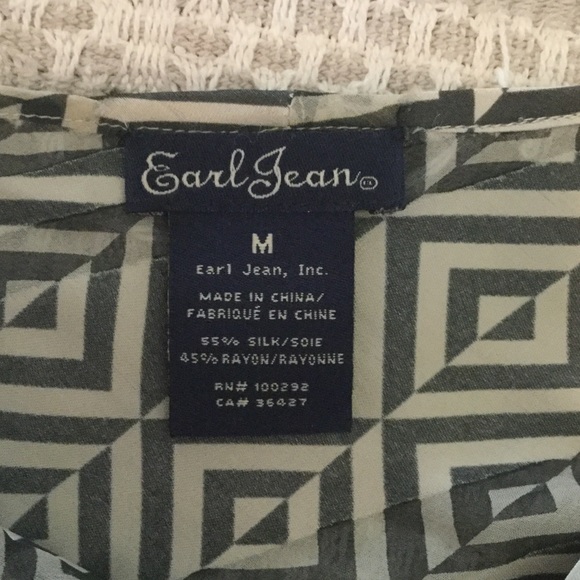 Earl Jean
M
Earl Jean, Inc.
MADE IN CHINA/
FABRIQUÉ EN CHINE
55% SILK/SOIE
45% RAYON/RAYONNE
RN# 100292
CA# 36427